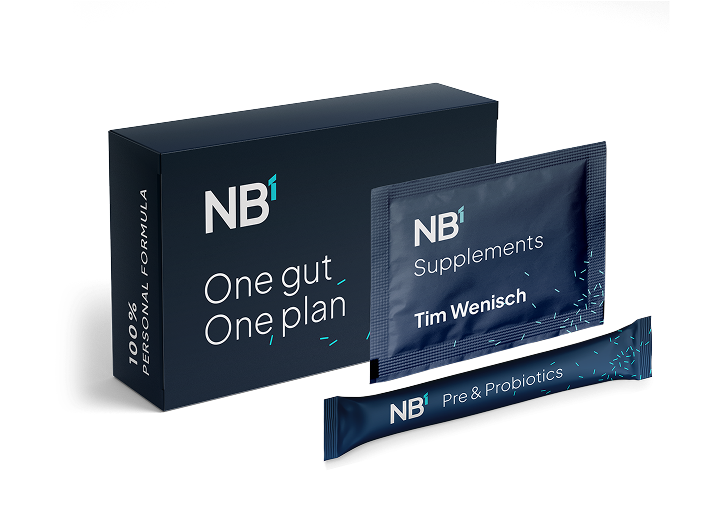 100%
PERSONAL FORMULA
NB1
One gut
One plan
NB1
Supplements
Tim Wenisch
NB1
Pre & Probiotics